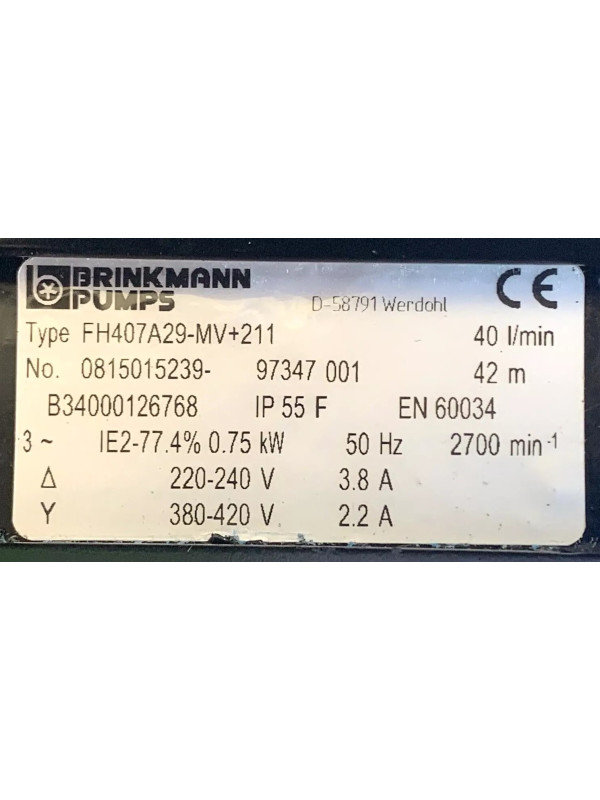 BRINKMANN
PUMPS
D-58791 Werdohl
CE
Type FH407A29-MV+211 40 l/min
No. 0815015239- 97347 001 42 m
B34000126768 IP 55 F EN 60034
3 ~ IE2-77.4% 0.75 kW 50 Hz 2700 min-1
Δ 220-240 V 3.8 A
Y 380-420 V 2.2 A